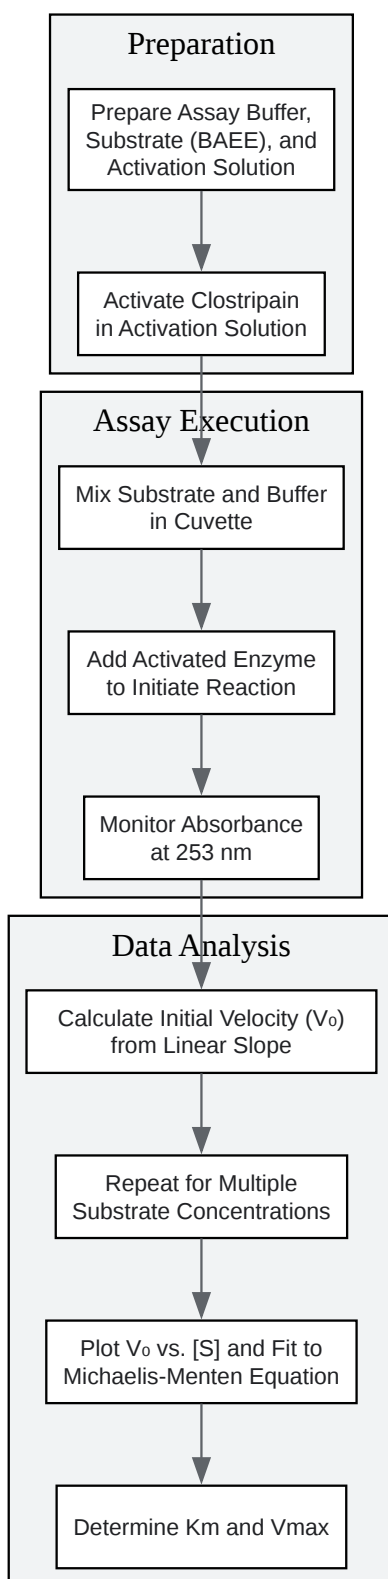 Preparation
Prepare Assay Buffer,
Substrate (BAEE), and
Activation Solution
Activate Clostripain
in Activation Solution
Assay Execution
Mix Substrate and Buffer
in Cuvette
Add Activated Enzyme
to Initiate Reaction
Monitor Absorbance
at 253 nm
Data Analysis
Calculate Initial Velocity (V₀)
from Linear Slope
Repeat for Multiple
Substrate Concentrations
Plot V₀ vs. [S] and Fit to
Michaelis-Menten Equation
Determine Km and Vmax